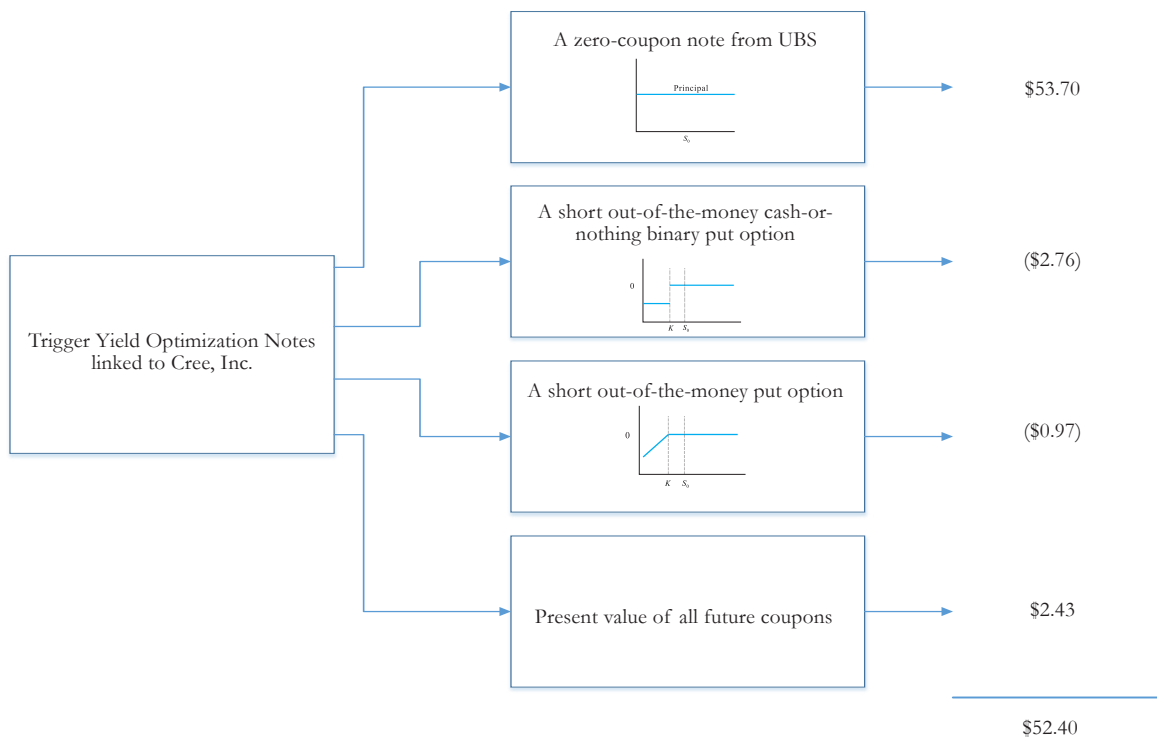 A zero-coupon note from UBS
Principal
S0
$53.70
A short out-of-the-money cash-or-
nothing binary put option
0
K
S0
($2.76)
Trigger Yield Optimization Notes
linked to Cree, Inc.
A short out-of-the-money put option
0
K
S0
($0.97)
Present value of all future coupons
$2.43
$52.40